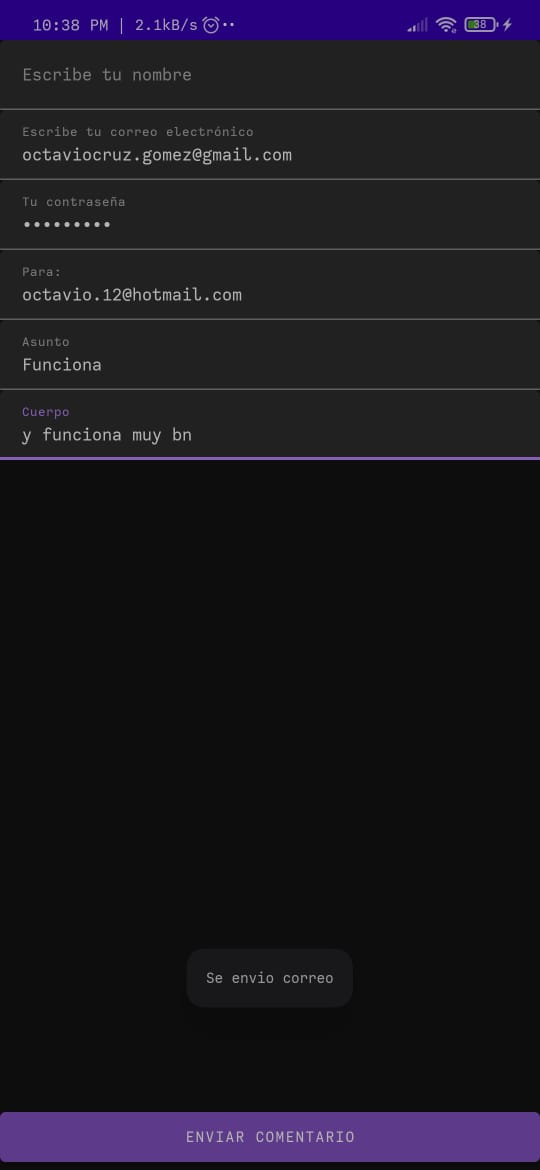 10:38 PM | 2.1kB/s
38
Escribe tu nombre
Escribe tu correo electrónico
octaviocruz.gomez@gmail.com
Tu contraseña
•••••••••
Para:
octavio.12@hotmail.com
Asunto
Funciona
Cuerpo
y funciona muy bn
Se envio correo
ENVIAR COMENTARIO